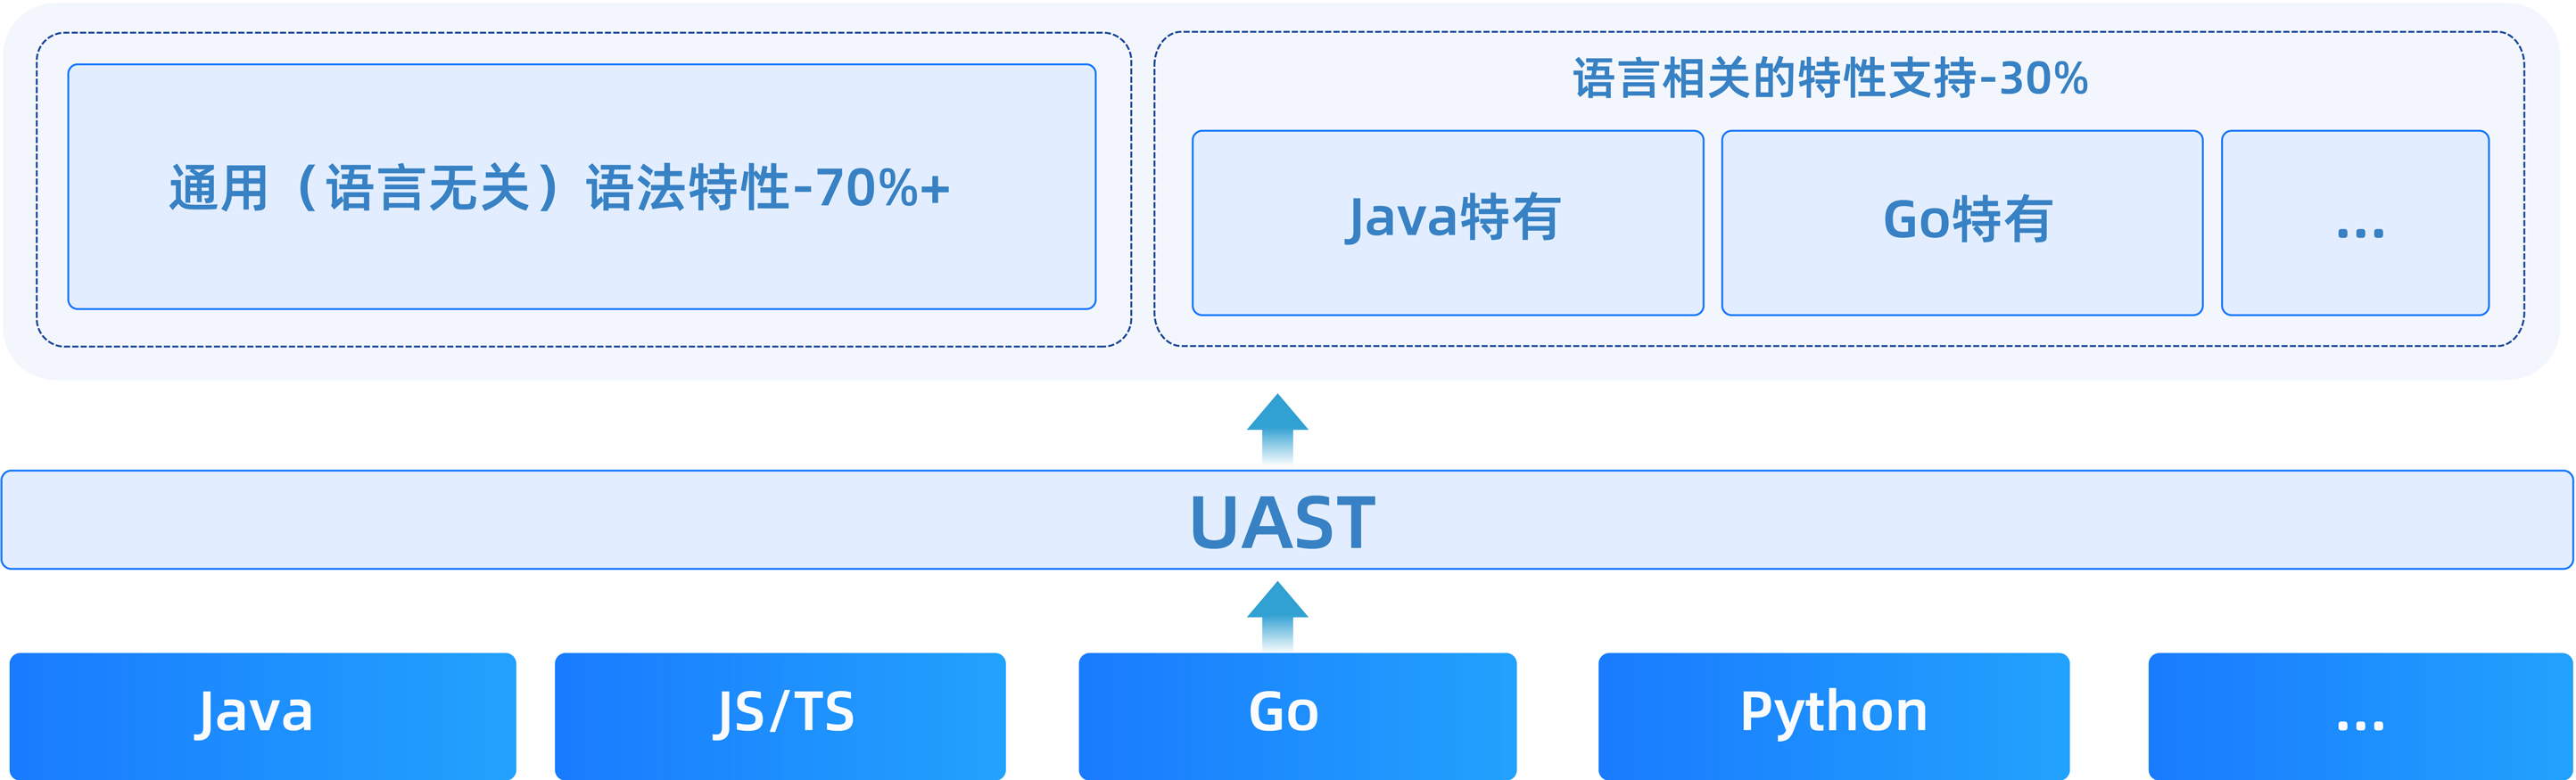 通用（语言无关）语法特性-70%+
语言相关的特性支持-30%
Java特有
Go特有
...
UAST
Java
JS/TS
Go
Python
...